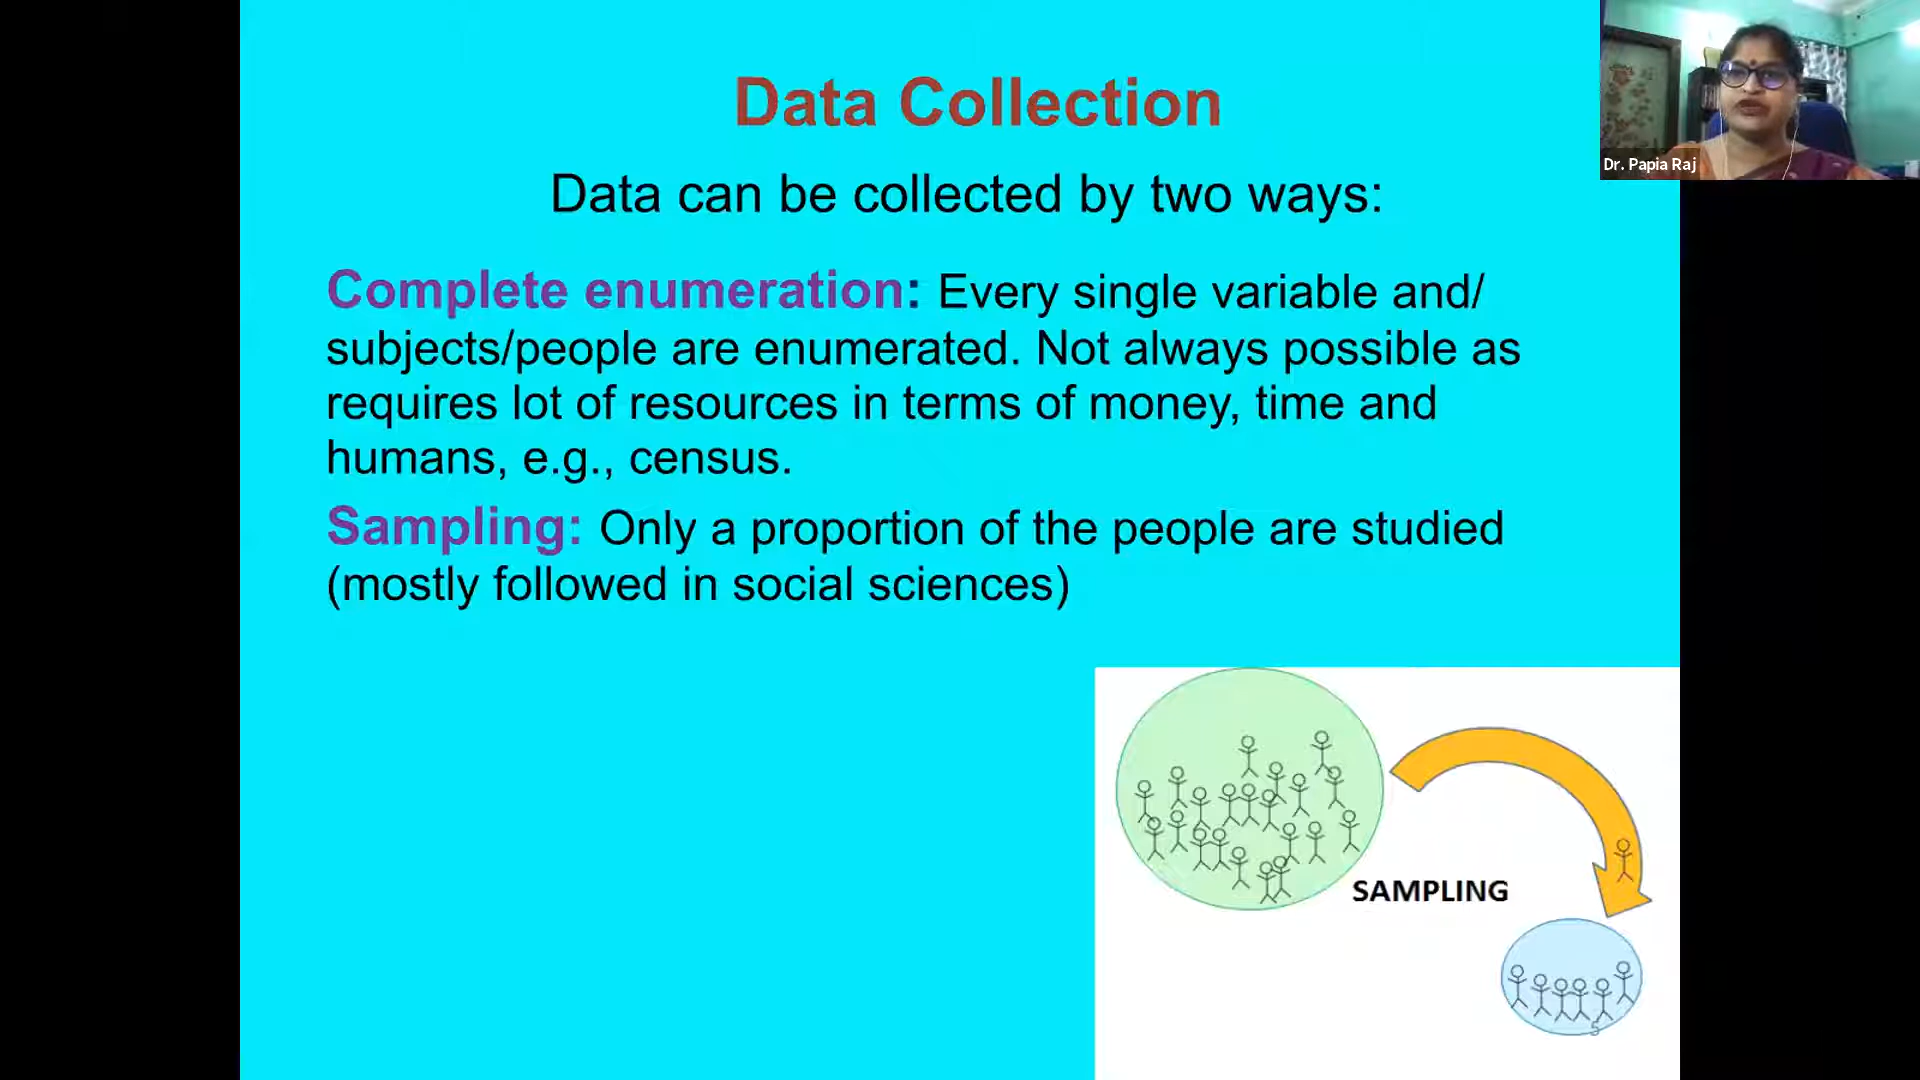 Data Collection
Dr. Papia Raj
Data can be collected by two ways:
Complete enumeration: Every single variable and/
subjects/people are enumerated. Not always possible as
requires lot of resources in terms of money, time and
humans, e.g., census.
Sampling: Only a proportion of the people are studied
(mostly followed in social sciences)
SAMPLING
5